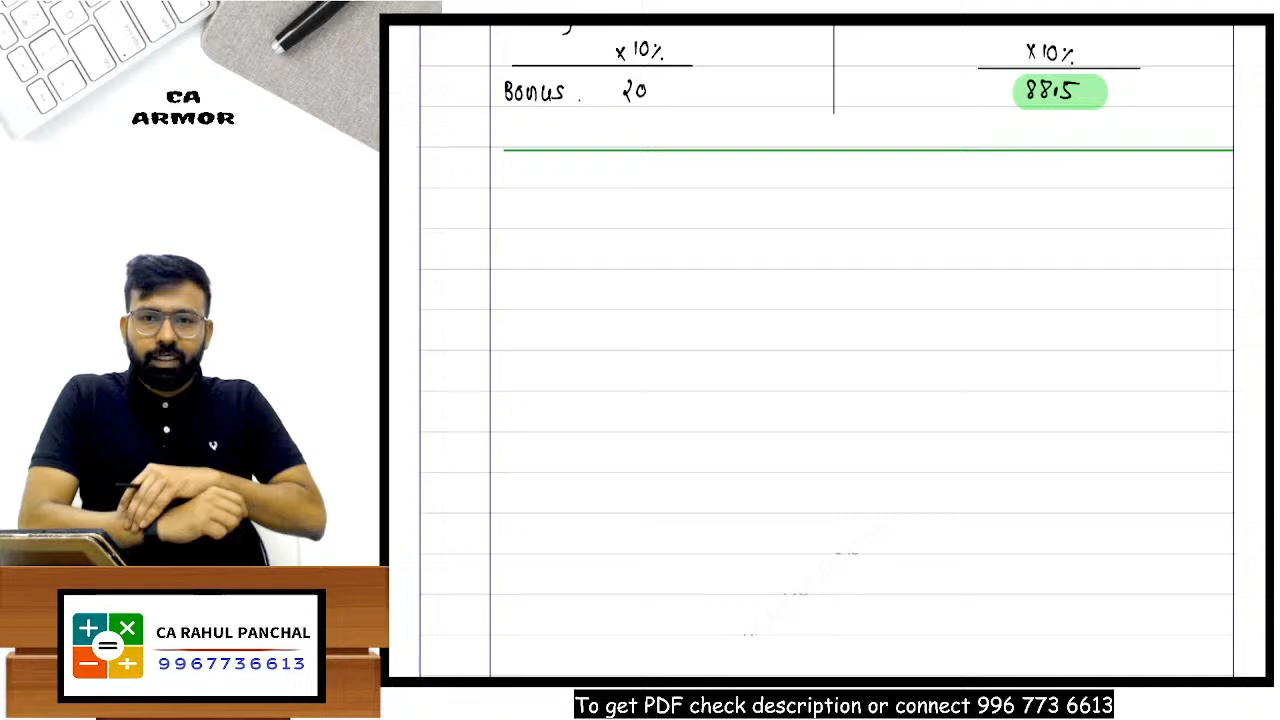 CA
ARMOR
× 10%
Bonus. 20
× 10%
88.5
CA RAHUL PANCHAL
9967736613
To get PDF check description or connect 996 773 6613